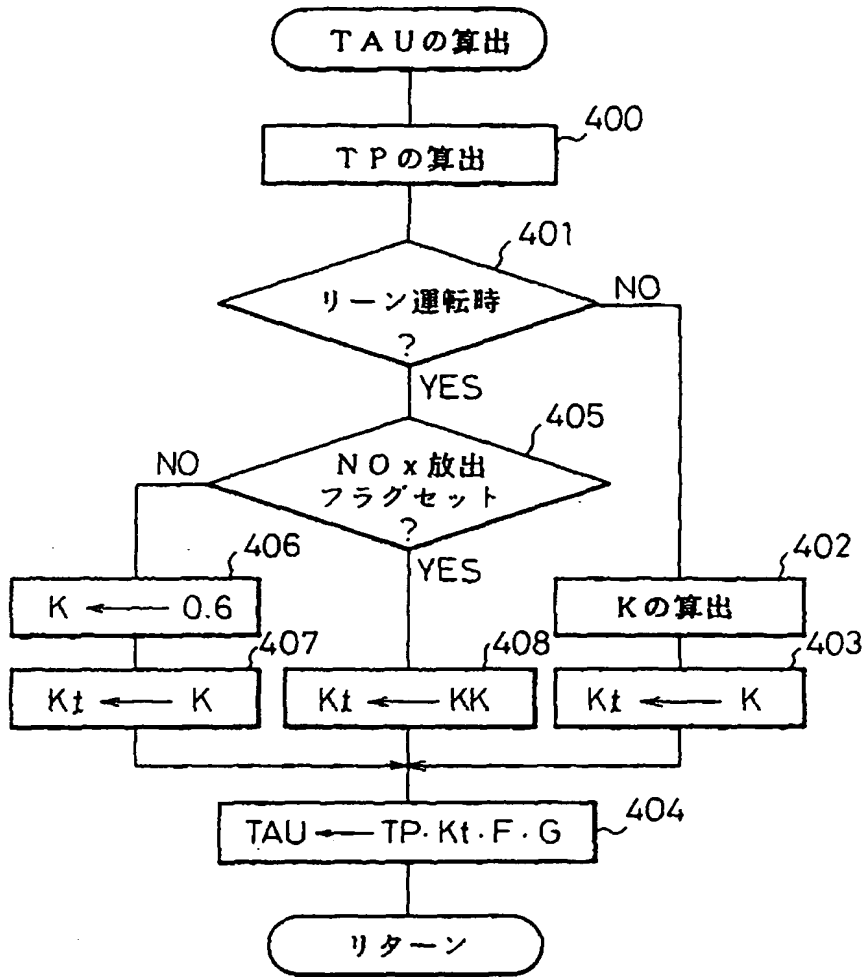 TAUの算出
400
TPの算出
401
リーン運転時
?
NO
YES
405
NOx放出
フラグセット
?
NO
YES
406
K ← 0.6
407
Kt ← K
408
Kt ← KK
402
Kの算出
403
Kt ← K
TAU ← TP・Kt・F・G
404
リターン